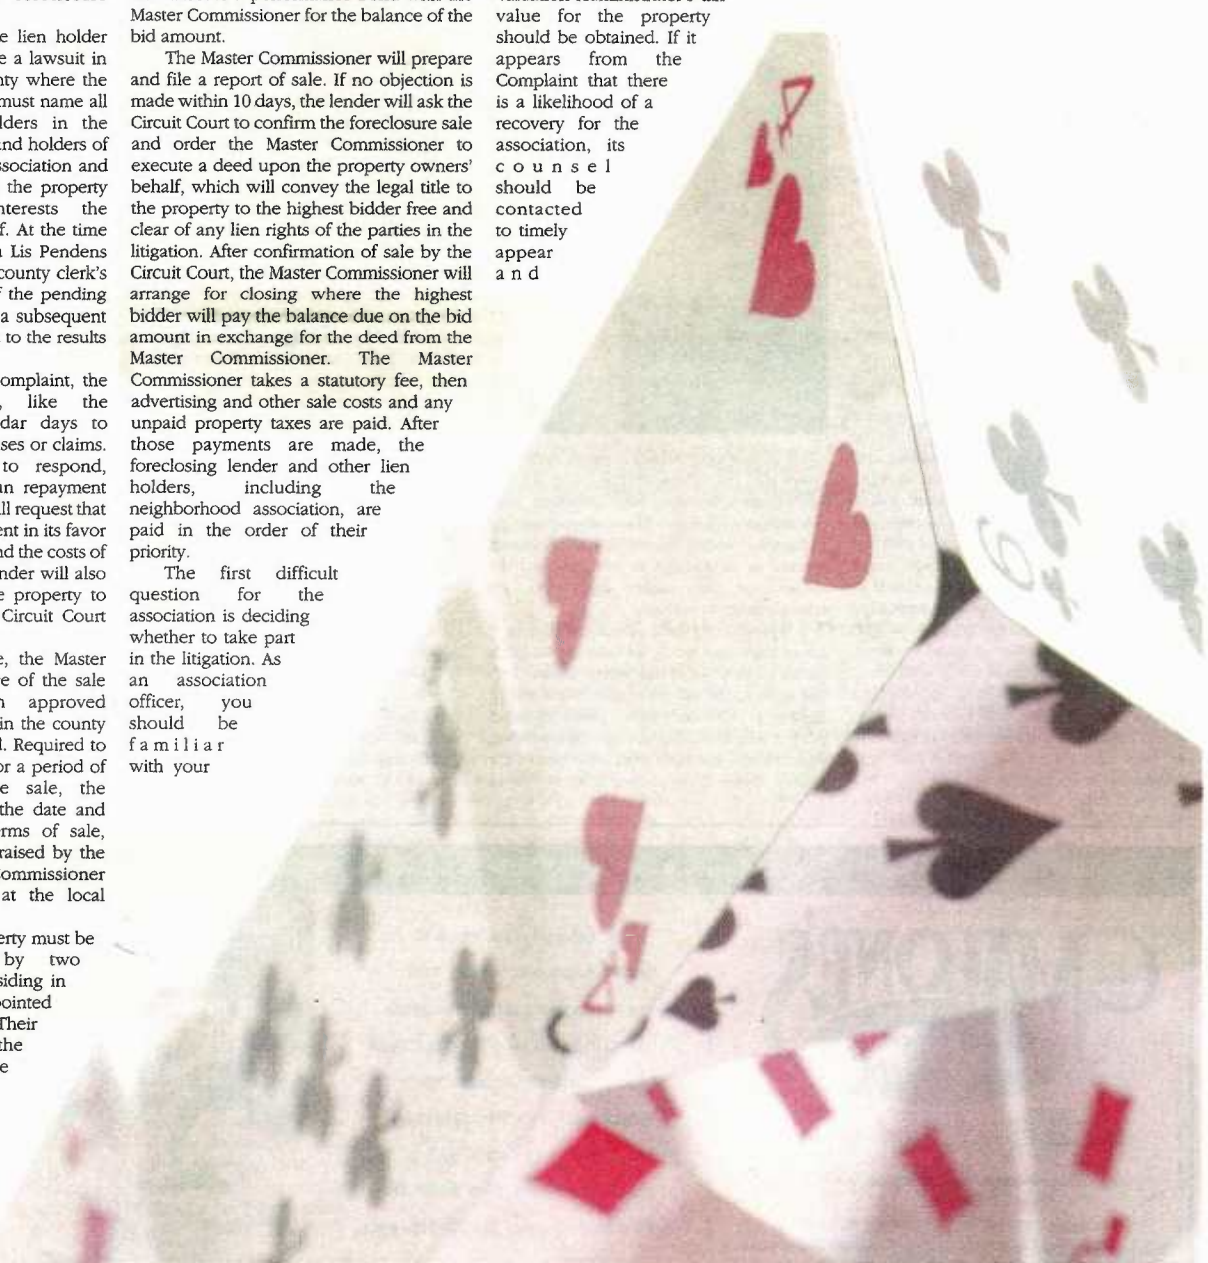 e lien holder
e a lawsuit in
nty where the
must name all
lders in the
nd holders of
ssociation and
the property
nterests the
f. At the time
Lis Pendens
county clerk's
f the pending
a subsequent
to the results
omplaint, the
, like the
dar days to
ses or claims.
to respond,
an repayment
ll request that
ent in its favor
nd the costs of
nder will also
e property to
Circuit Court
e, the Master
e of the sale
n approved
in the county
l. Required to
or a period of
e sale, the
the date and
rms of sale,
raised by the
ommissioner
at the local
erty must be
by two
siding in
ointed
Their
the
e
Master Commissioner for the balance of the
bid amount.
The Master Commissioner will prepare
and file a report of sale. If no objection is
made within 10 days, the lender will ask the
Circuit Court to confirm the foreclosure sale
and order the Master Commissioner to
execute a deed upon the property owners'
behalf, which will convey the legal title to
the property to the highest bidder free and
clear of any lien rights of the parties in the
litigation. After confirmation of sale by the
Circuit Court, the Master Commissioner will
arrange for closing where the highest
bidder will pay the balance due on the bid
amount in exchange for the deed from the
Master Commissioner. The Master
Commissioner takes a statutory fee, then
advertising and other sale costs and any
unpaid property taxes are paid. After
those payments are made, the
foreclosing lender and other lien
holders, including the
neighborhood association, are
paid in the order of their
priority.
The first difficult
question for the
association is deciding
whether to take part
in the litigation. As
an association
officer, you
should be
familiar
with your
value for the property
should be obtained. If it
appears from the
Complaint that there
is a likelihood of a
recovery for the
association, its
counsel
should be
contacted
to timely
appear
and
4
4
6